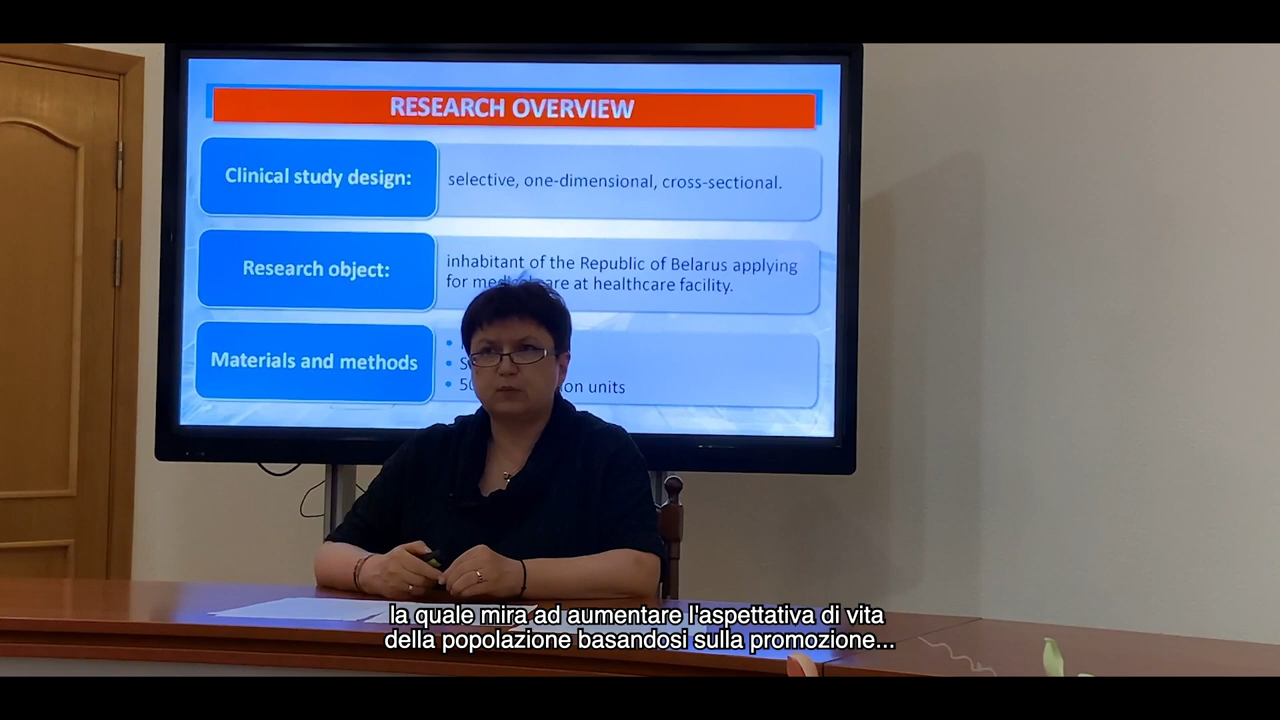 RESEARCH OVERVIEW
Clinical study design:
selective, one-dimensional, cross-sectional.
Research object:
inhabitant of the Republic of Belarus applying
for at healthcare facility.
Materials and methods
units
la quale mira ad aumentare l'aspettativa di vita
della popolazione basandosi sulla promozione...